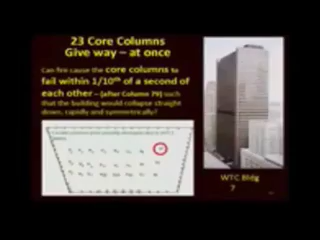 23 Core Columns
Give way – at once
Can fire cause the core columns to
fail within 1/10th of a second of
each other – (after Column 79) such
that the building would collapse straight
down, rapidly and symmetrically?
WTC Bldg
7